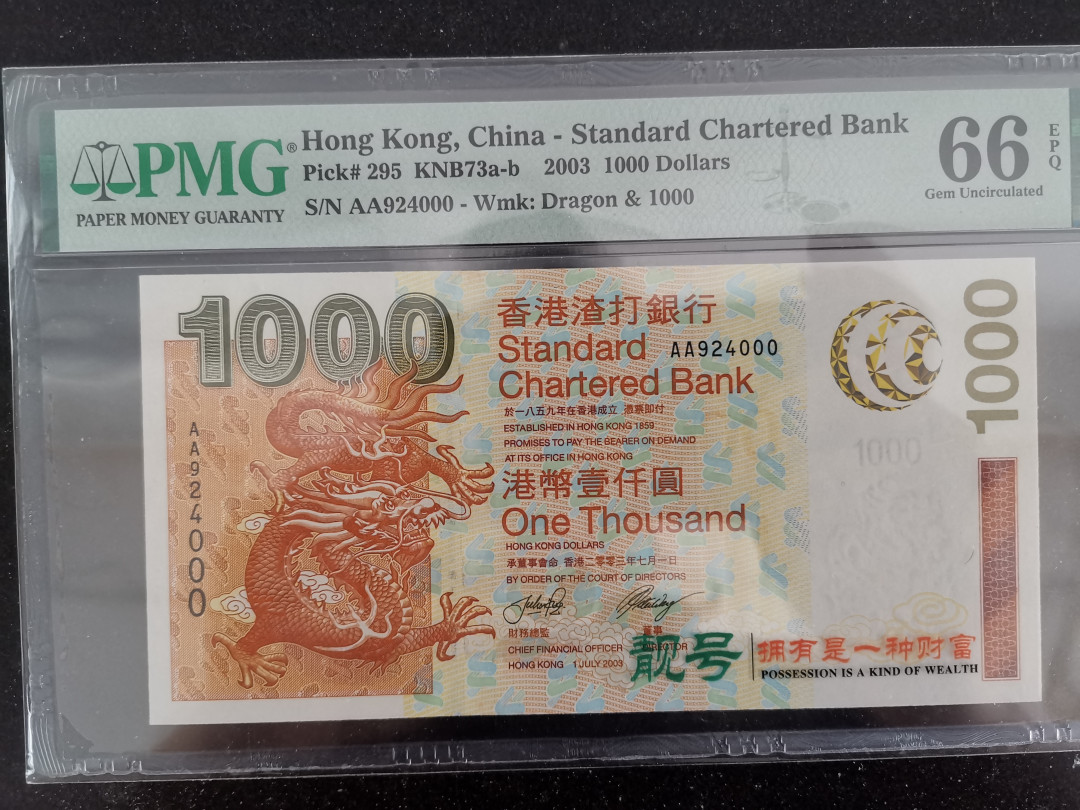 PMG®
PAPER MONEY GUARANTY
Hong Kong, China - Standard Chartered Bank
Pick# 295 KNB73a-b 2003 1000 Dollars
S/N AA924000 - Wmk: Dragon & 1000
66
EPQ
Gem Uncirculated
1000
香港渣打銀行
Standard
AA924000
Chartered Bank
於一八五九年在香港成立 憑票即付
ESTABLISHED IN HONG KONG 1859
PROMISES TO PAY THE BEARER ON DEMAND
AT ITS OFFICE IN HONG KONG
港幣壹仟圓
One Thousand
HONG KONG DOLLARS
承董事會命 香港二零零三年七月一日
BY ORDER OF THE COURT OF DIRECTORS
財務總監
董事
CHIEF FINANCIAL OFFICER
DIRECTOR
HONG KONG 1 JULY 2003
AA924000
1000
1000
靓号
拥有是一种财富
POSSESSION IS A KIND OF WEALTH